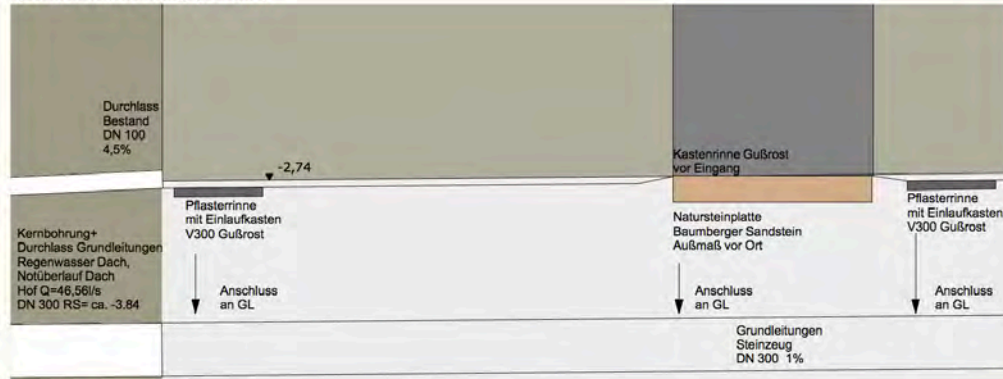 Durchlass
Bestand
DN 100
4,5%
-2,74
Kastenrinne Gußrost
vor Eingang
Pflasterrinne
mit Einlaufkasten
V300 Gußrost
Natursteinplatte
Baumberger Sandstein
Außmaß vor Ort
Pflasterrinne
mit Einlaufkasten
V300 Gußrost
Kernbohrung+
Durchlass Grundleitungen
Regenwasser Dach,
Notüberlauf Dach
Hof Q=46,56l/s
DN 300 RS= ca. -3.84
Anschluss
an GL
Anschluss
an GL
Anschluss
an GL
Grundleitungen
Steinzeug
DN 300 1%